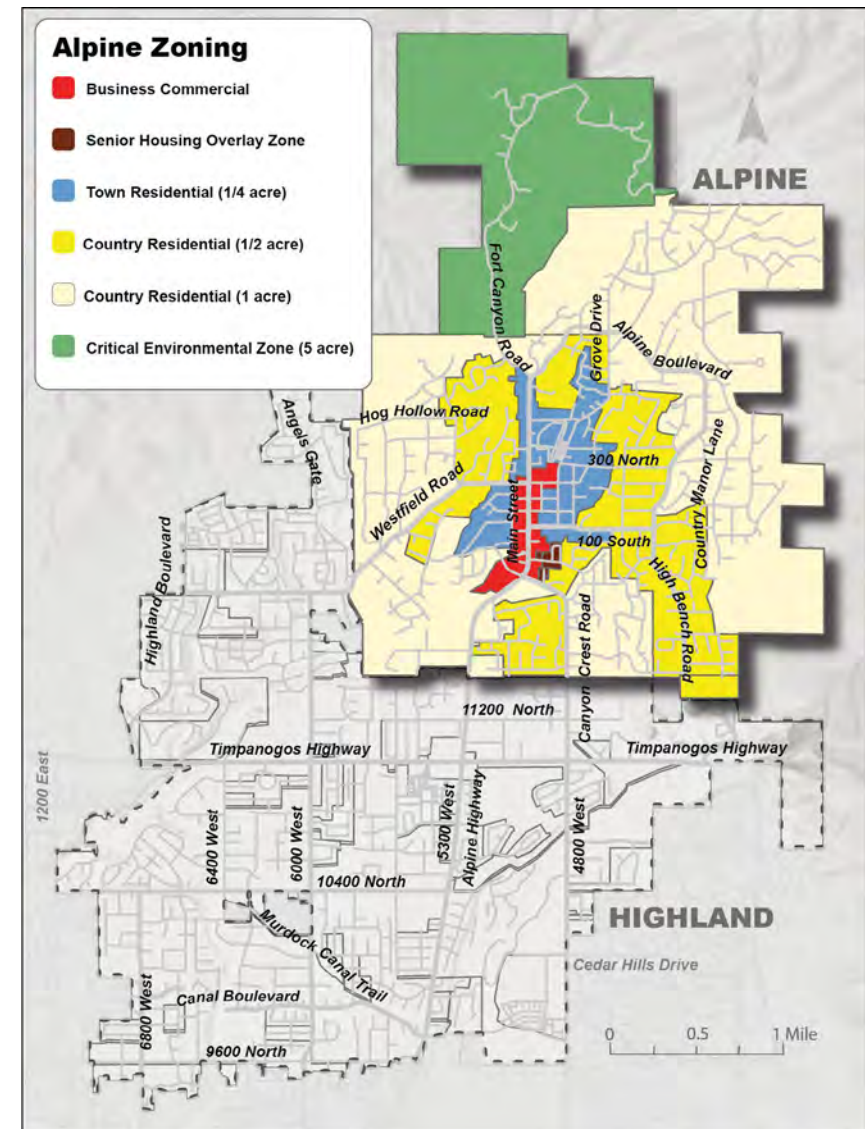 Alpine Zoning
Business Commercial
Senior Housing Overlay Zone
Town Residential (1/4 acre)
Country Residential (1/2 acre)
Country Residential (1 acre)
Critical Environmental Zone (5 acre)
ALPINE
Fort Canyon Road
Grove Drive
Alpine Boulevard
Angels Gate
Hog Hollow Road
Westfield Road
300 North
Country Manor Lane
Main Street
100 South
High Bench Road
Highland Boulevard
Canyon Crest Road
11200 North
Timpanogos Highway
Timpanogos Highway
1200 East
6400 West
6000 West
5300 West
Alpine Highway
4800 West
10400 North
HIGHLAND
Murdock Canal Trail
Cedar Hills Drive
Canal Boulevard
6800 West
9600 North
0 0.5 1 Mile